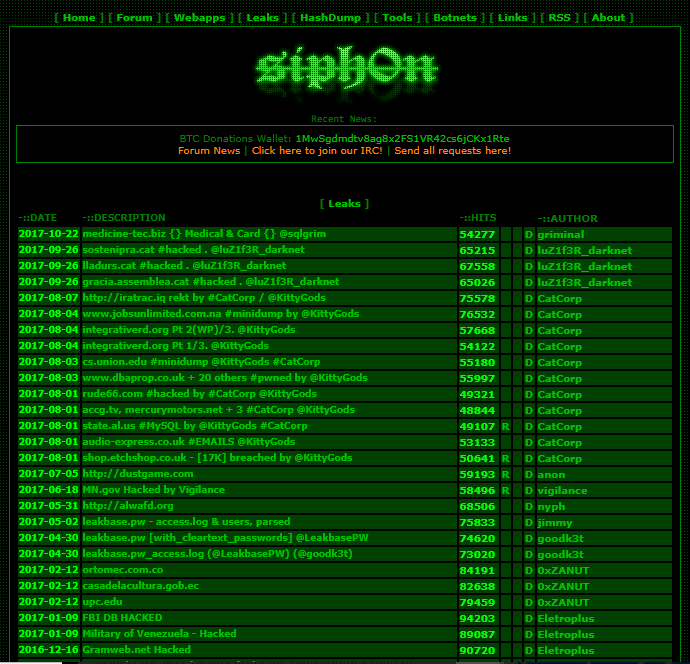 [ Home ] [ Forum ] [ Webapps ] [ Leaks ] [ HashDump ] [ Tools ] [ Botnets ] [ Links ] [ RSS ] [ About ]
siph0n
Recent News:
BTC Donations Wallet: 1MwSgdmdtv8ag8x2FS1VR42cs6jCKx1Rte
Forum News | Click here to join our IRC! | Send all requests here!
[ Leaks ]
-::DATE -::DESCRIPTION -::HITS -::AUTHOR
2017-10-22 medicine-tec.biz {} Medical & Card {} @sqlgrim 54277 D griminal
2017-09-26 sostenipra.cat #hacked . @luZ1f3R_darknet 65215 D luZ1f3R_darknet
2017-09-26 lladurs.cat #hacked . @luZ1f3R_darknet 67558 D luZ1f3R_darknet
2017-09-26 gracia.assemblea.cat #hacked . @luZ1f3R_darknet 65026 D luZ1f3R_darknet
2017-08-07 http://iratrac.iq rekt by #CatCorp / @KittyGods 75578 D CatCorp
2017-08-04 www.jobsunlimited.com.na #minidump by @KittyGods 76532 D CatCorp
2017-08-04 integrativerd.org Pt 2(WP)/3. @KittyGods 57668 D CatCorp
2017-08-04 integrativerd.org Pt 1/3. @KittyGods 54122 D CatCorp
2017-08-03 cs.union.edu #minidump @KittyGods #CatCorp 55180 D CatCorp
2017-08-03 www.dbaprop.co.uk + 20 others #pwned by @KittyGods 55997 D CatCorp
2017-08-01 rude66.com #hacked by #CatCorp @KittyGods 49321 D CatCorp
2017-08-01 accg.tv, mercurymotors.net + 3 #CatCorp @KittyGods 48844 D CatCorp
2017-08-01 state.al.us #MySQL by @KittyGods #CatCorp 49107 R D CatCorp
2017-08-01 audio-express.co.uk #EMAILS @KittyGods 53133 D CatCorp
2017-08-01 shop.etchshop.co.uk - [17K] breached by @KittyGods 50641 R D CatCorp
2017-07-05 http://dustgame.com 59193 R D anon
2017-06-18 MN.gov Hacked by Vigilance 58496 R D vigilance
2017-05-31 http://alwafd.org 68506 D nyph
2017-05-02 leakbase.pw - access.log & users, parsed 75833 D jimmy
2017-04-30 leakbase.pw [with_cleartext_passwords] @LeakbasePW 74620 D goodk3t
2017-04-30 leakbase.pw_access.log (@LeakbasePW) (@goodk3t) 73020 D goodk3t
2017-02-12 ortomec.com.co 84191 D 0xZANUT
2017-02-12 casadelacultura.gob.ec 82638 D 0xZANUT
2017-02-12 upc.edu 79459 D 0xZANUT
2017-01-09 FBI DB HACKED 94203 D Eletroplus
2017-01-09 Military of Venezuela - Hacked 89087 D Eletroplus
2016-12-16 Gramweb.net Hacked 90720 D Eletroplus